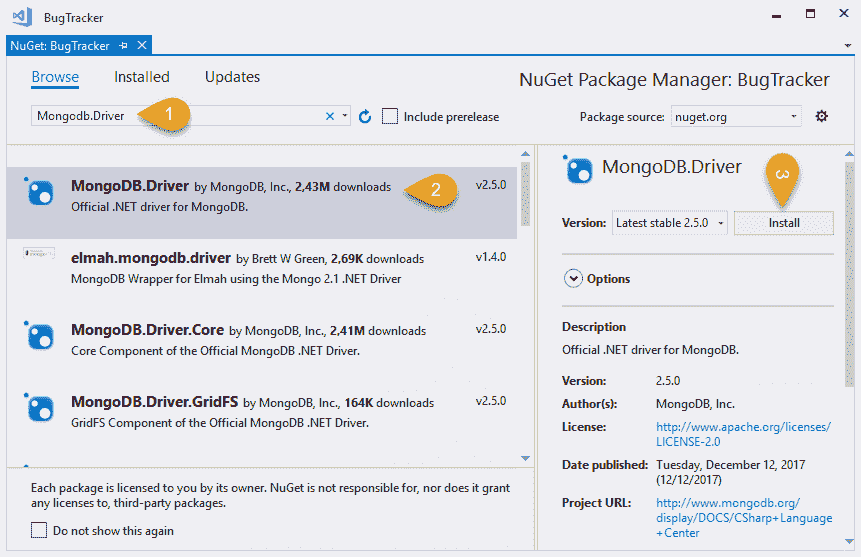 BugTracker
NuGet: BugTracker
Browse Installed Updates
NuGet Package Manager: BugTracker
Mongodb.Driver
1
Include prerelease
Package source: nuget.org
MongoDB.Driver by MongoDB, Inc., 2,43M downloads
2
v2.5.0
Official .NET driver for MongoDB.
elmah.mongodb.driver by Brett W Green, 2,69K downloads
v1.4.0
MongoDB Wrapper for Elmah using the Mongo 2.1 .NET Driver
MongoDB.Driver.Core by MongoDB, Inc., 2,41M downloads
v2.5.0
Core Component of the Official MongoDB .NET Driver.
MongoDB.Driver.GridFS by MongoDB, Inc., 164K downloads
v2.5.0
GridFS Component of the Official MongoDB .NET Driver.
Each package is licensed to you by its owner. NuGet is not responsible for, nor does it grant
any licenses to, third-party packages.
Do not show this again
MongoDB.Driver
3
Version: Latest stable 2.5.0 Install
Options
Description
Official .NET driver for MongoDB.
Version: 2.5.0
Author(s): MongoDB, Inc.
License: http://www.apache.org/licenses/
LICENSE-2.0
Date published: Tuesday, December 12, 2017
(12/12/2017)
Project URL: http://www.mongodb.org/
display/DOCS/CSharp+Language
+Center